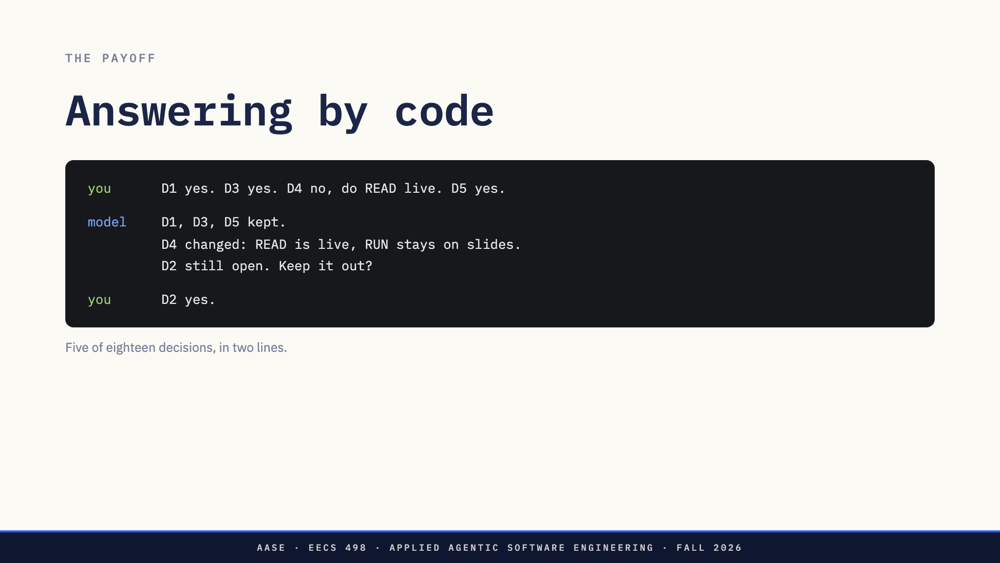 THE PAYOFF
Answering by code
you D1 yes. D3 yes. D4 no, do READ live. D5 yes.
model D1, D3, D5 kept.
D4 changed: READ is live, RUN stays on slides.
D2 still open. Keep it out?
you D2 yes.
Five of eighteen decisions, in two lines.
AASE · EECS 498 · APPLIED AGENTIC SOFTWARE ENGINEERING · FALL 2026